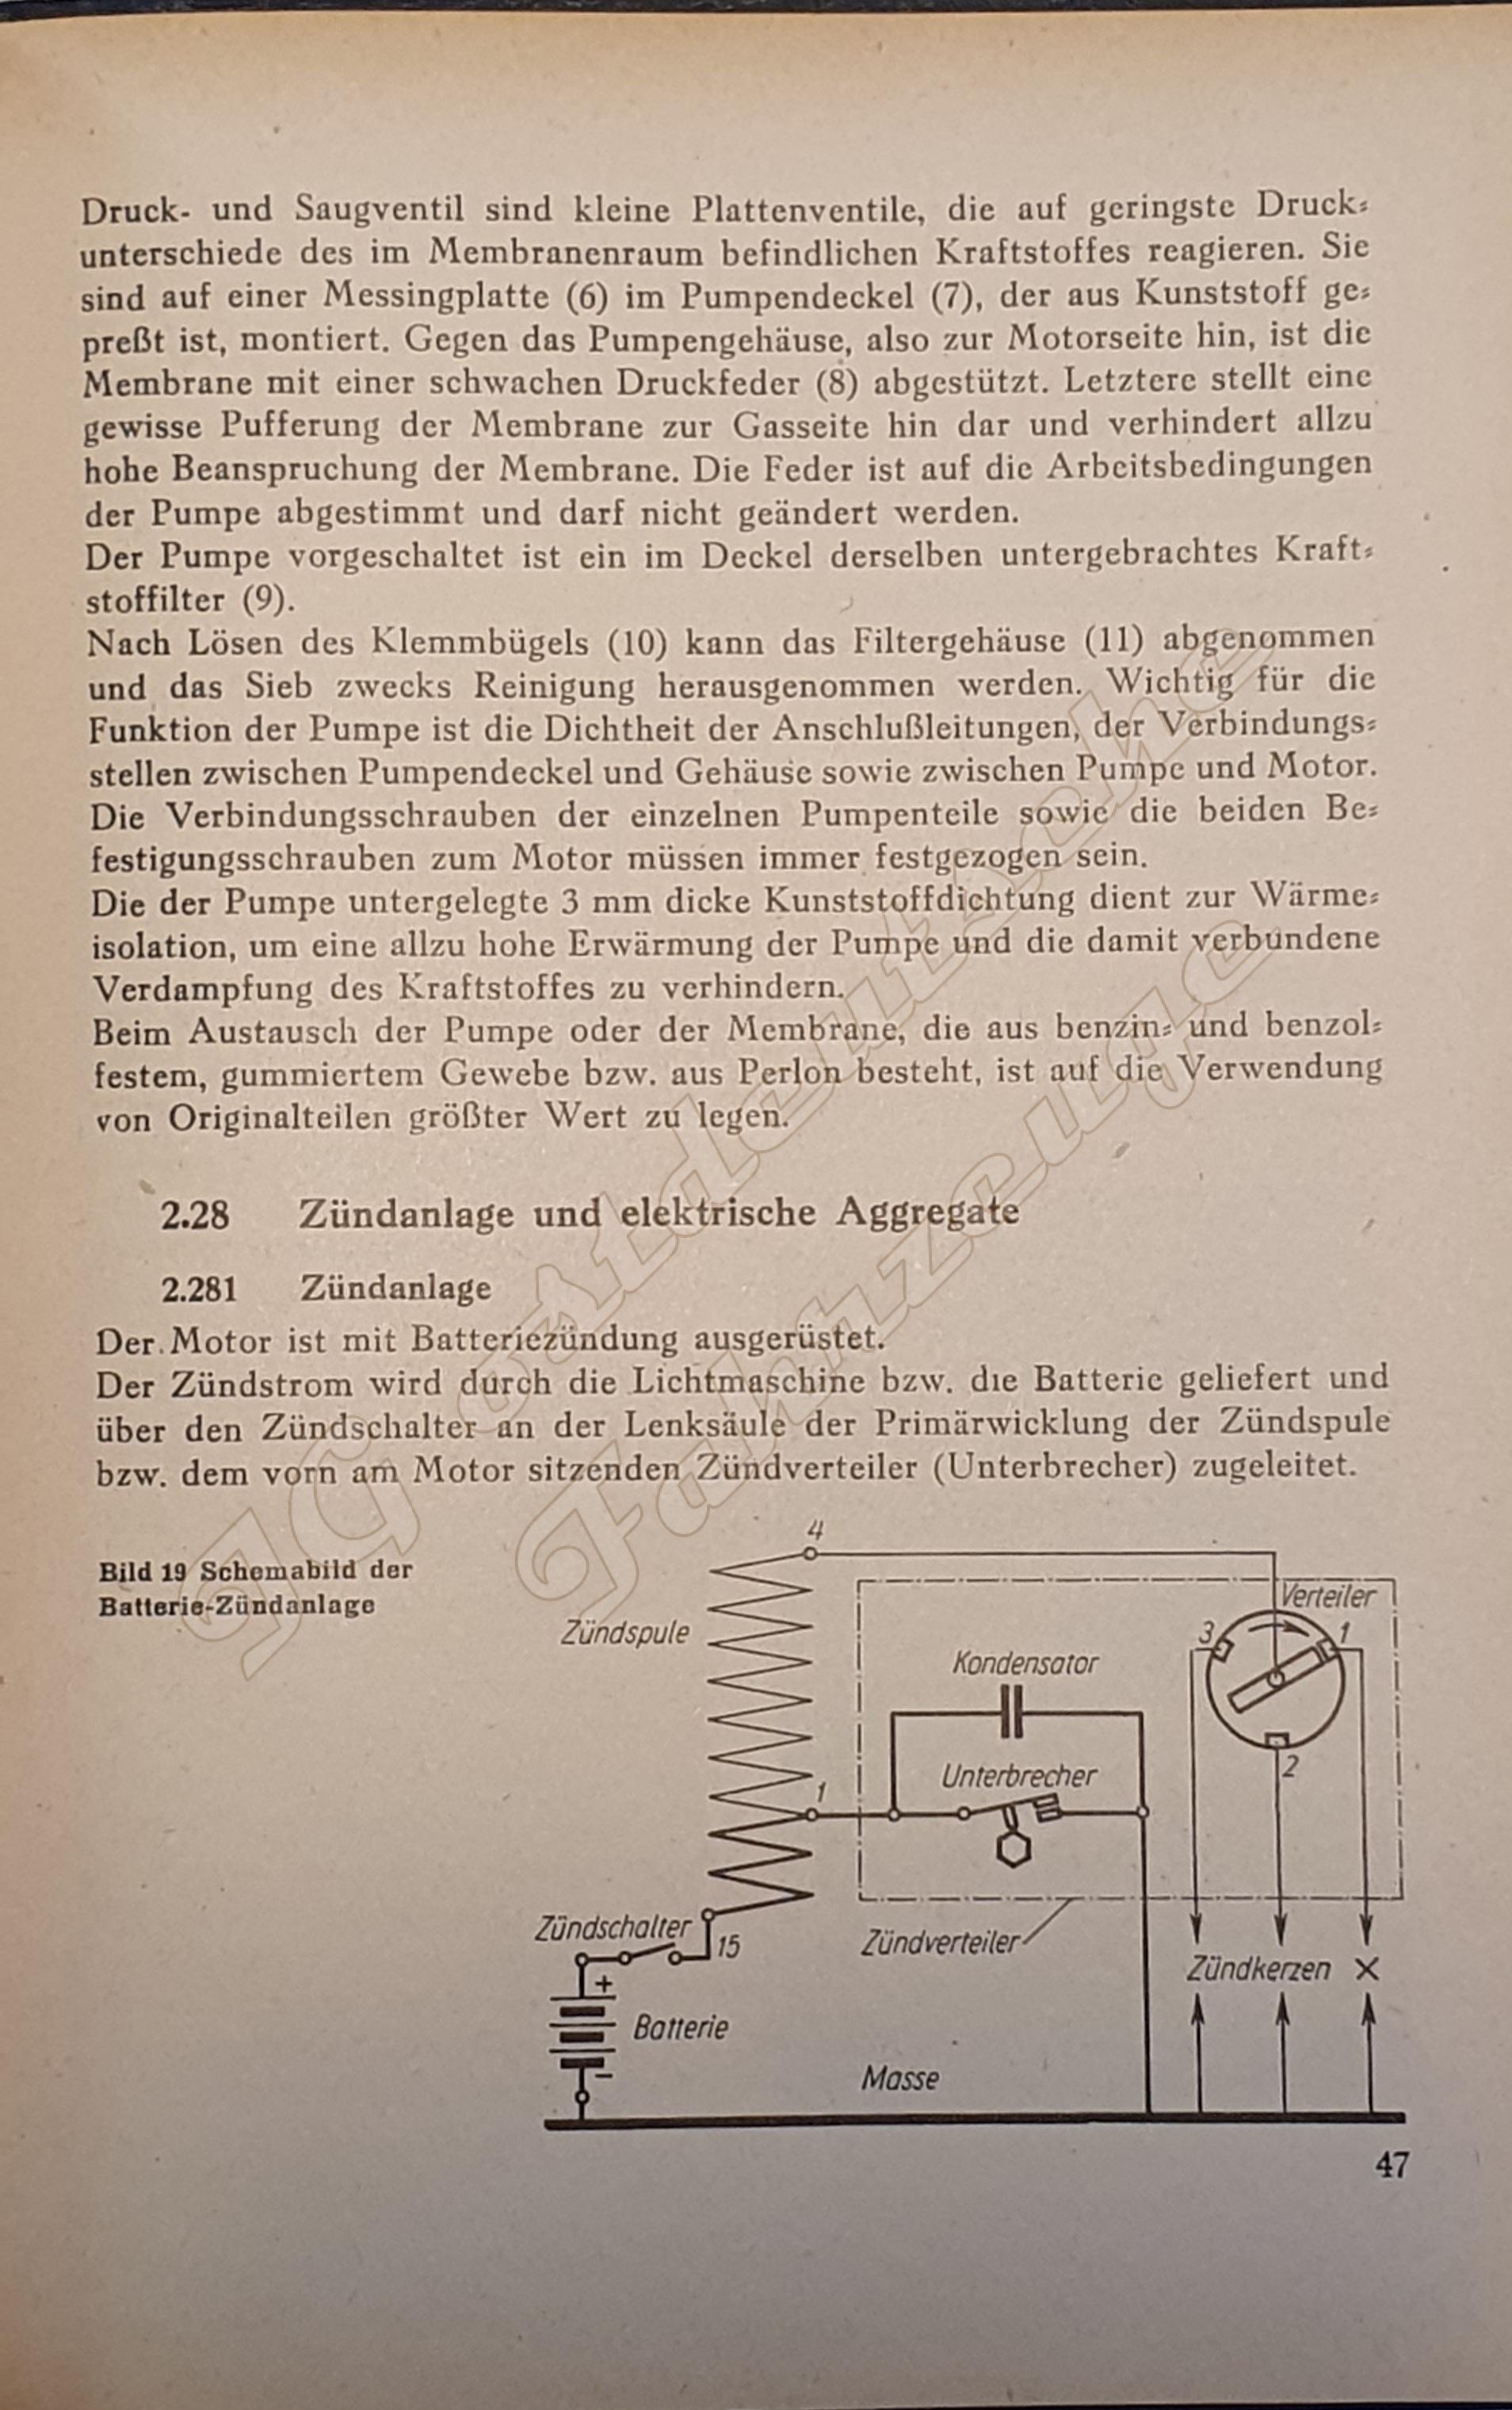 Druck- und Saugventil sind kleine Plattenventile, die auf geringste Druck-
unterschiede des im Membranenraum befindlichen Kraftstoffes reagieren. Sie
sind auf einer Messingplatte (6) im Pumpendeckel (7), der aus Kunststoff ge-
preßt ist, montiert. Gegen das Pumpengehäuse, also zur Motorseite hin, ist die
Membrane mit einer schwachen Druckfeder (8) abgestützt. Letztere stellt eine
gewisse Pufferung der Membrane zur Gasseite hin dar und verhindert allzu
hohe Beanspruchung der Membrane. Die Feder ist auf die Arbeitsbedingungen
der Pumpe abgestimmt und darf nicht geändert werden.
Der Pumpe vorgeschaltet ist ein im Deckel derselben untergebrachtes Kraft-
stoffilter (9).
Nach Lösen des Klemmbügels (10) kann das Filtergehäuse (11) abgenommen
und das Sieb zwecks Reinigung herausgenommen werden. Wichtig für die
Funktion der Pumpe ist die Dichtheit der Anschlußleitungen, der Verbindungs-
stellen zwischen Pumpendeckel und Gehäuse sowie zwischen Pumpe und Motor.
Die Verbindungsschrauben der einzelnen Pumpenteile sowie die beiden Be-
festigungsschrauben zum Motor müssen immer festgezogen sein.
Die der Pumpe untergelegte 3 mm dicke Kunststoffdichtung dient zur Wärme-
isolation, um eine allzu hohe Erwärmung der Pumpe und die damit verbundene
Verdampfung des Kraftstoffes zu verhindern.
Beim Austausch der Pumpe oder der Membrane, die aus benzin- und benzol-
festem, gummiertem Gewebe bzw. aus Perlon besteht, ist auf die Verwendung
von Originalteilen größter Wert zu legen.
2.28 Zündanlage und elektrische Aggregate
2.281 Zündanlage
Der Motor ist mit Batteriezündung ausgerüstet.
Der Zündstrom wird durch die Lichtmaschine bzw. die Batterie geliefert und
über den Zündschalter an der Lenksäule der Primärwicklung der Zündspule
bzw. dem vorn am Motor sitzenden Zündverteiler (Unterbrecher) zugeleitet.
Bild 19 Schemabild der
Batterie-Zündanlage
4
Verteiler
Zündspule
3
1
Kondensator
2
Unterbrecher
1
Zündschalter
15
Zündverteiler
Zündkerzen
+
Batterie
-
Masse
47
IG Ostdeutsche
Fahrzeuge